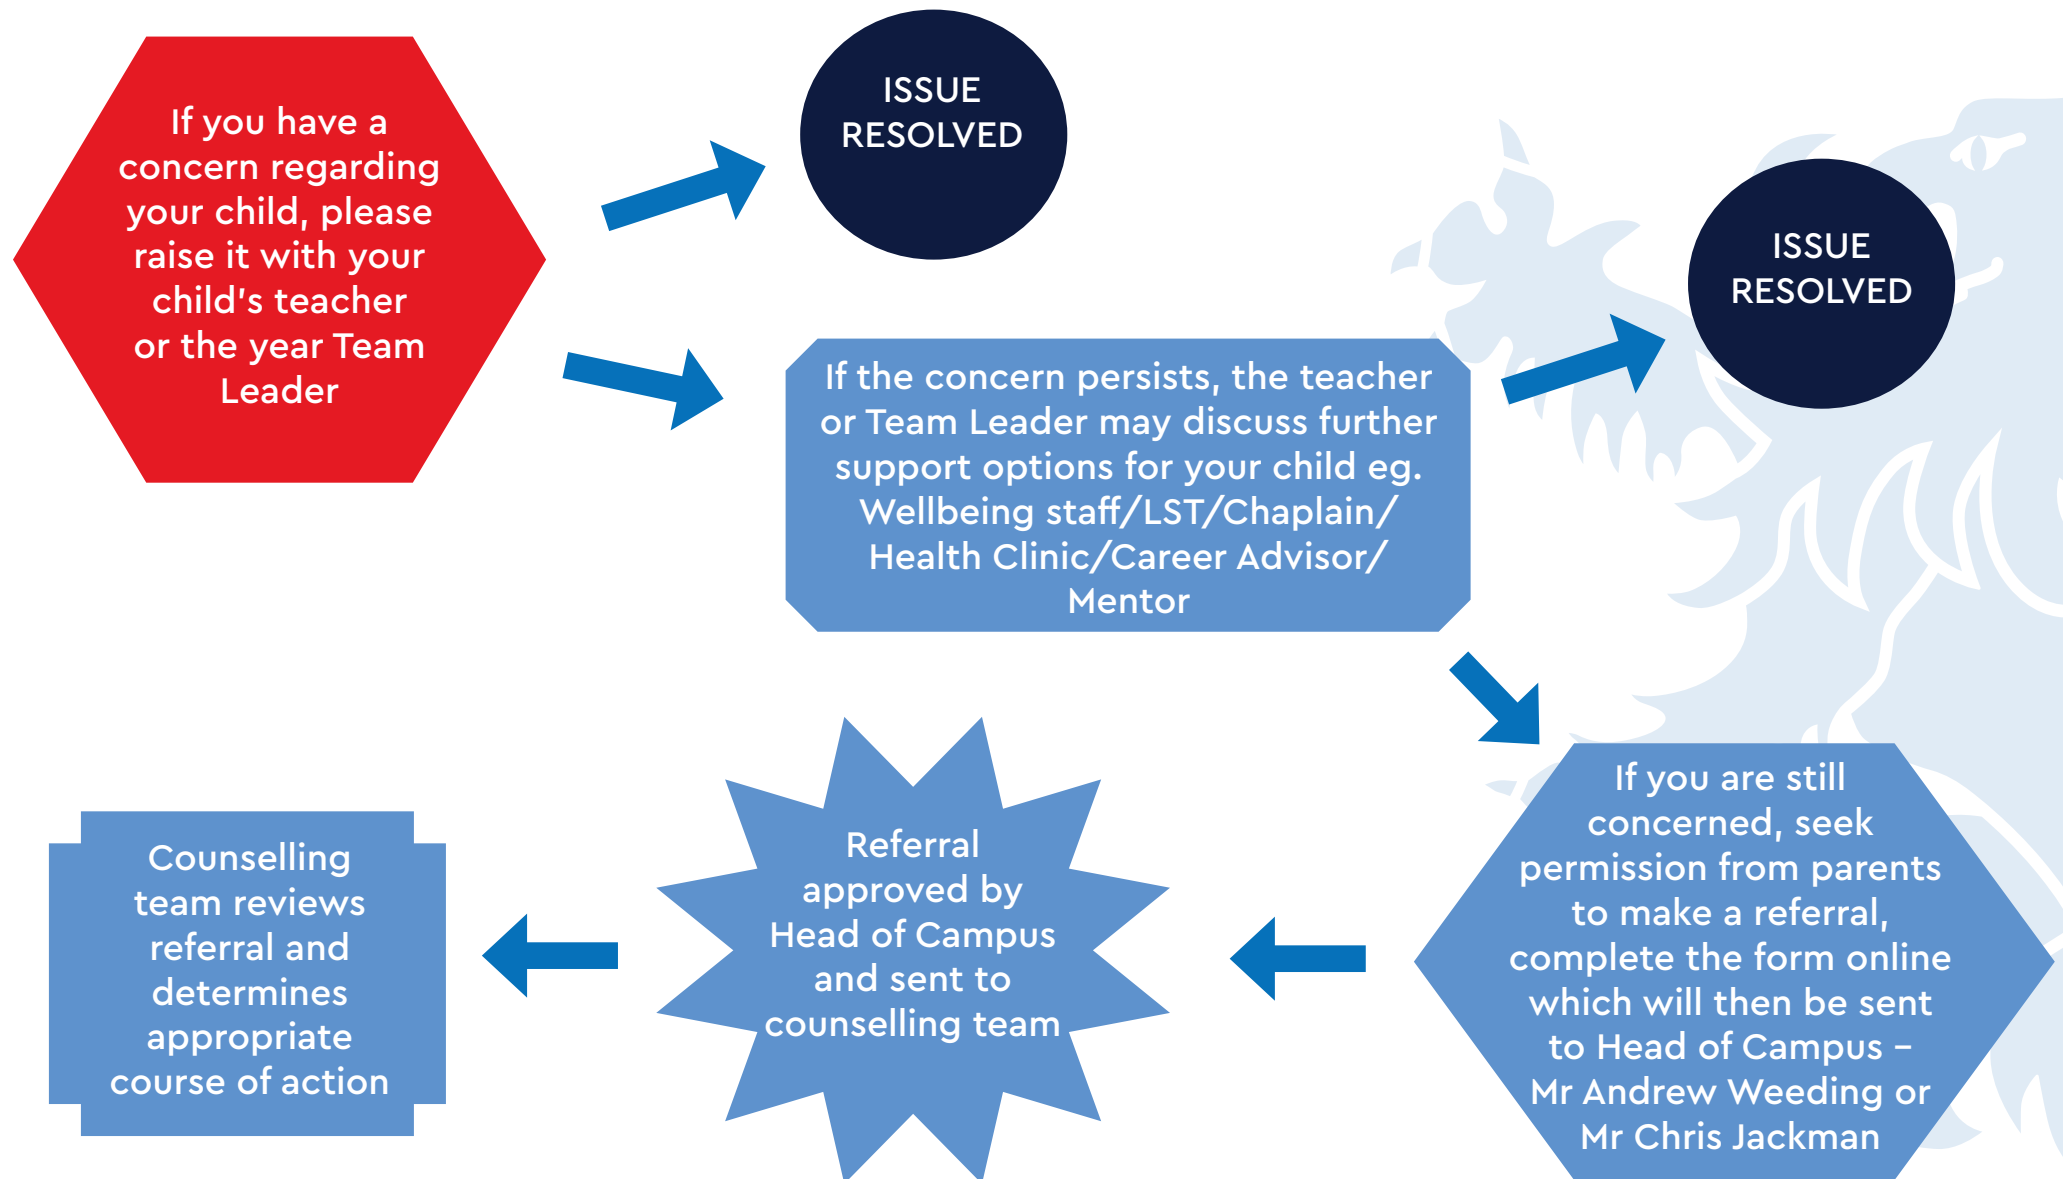 If you have a
concern regarding
your child, please
raise it with your
child's teacher
or the year Team
Leader
ISSUE
RESOLVED
If the concern persists, the teacher
or Team Leader may discuss further
support options for your child eg.
Wellbeing staff/LST/Chaplain/
Health Clinic/Career Advisor/
Mentor
ISSUE
RESOLVED
If you are still
concerned, seek
permission from parents
to make a referral,
complete the form online
which will then be sent
to Head of Campus –
Mr Andrew Weeding or
Mr Chris Jackman
Referral
approved by
Head of Campus
and sent to
counselling team
Counselling
team reviews
referral and
determines
appropriate
course of action